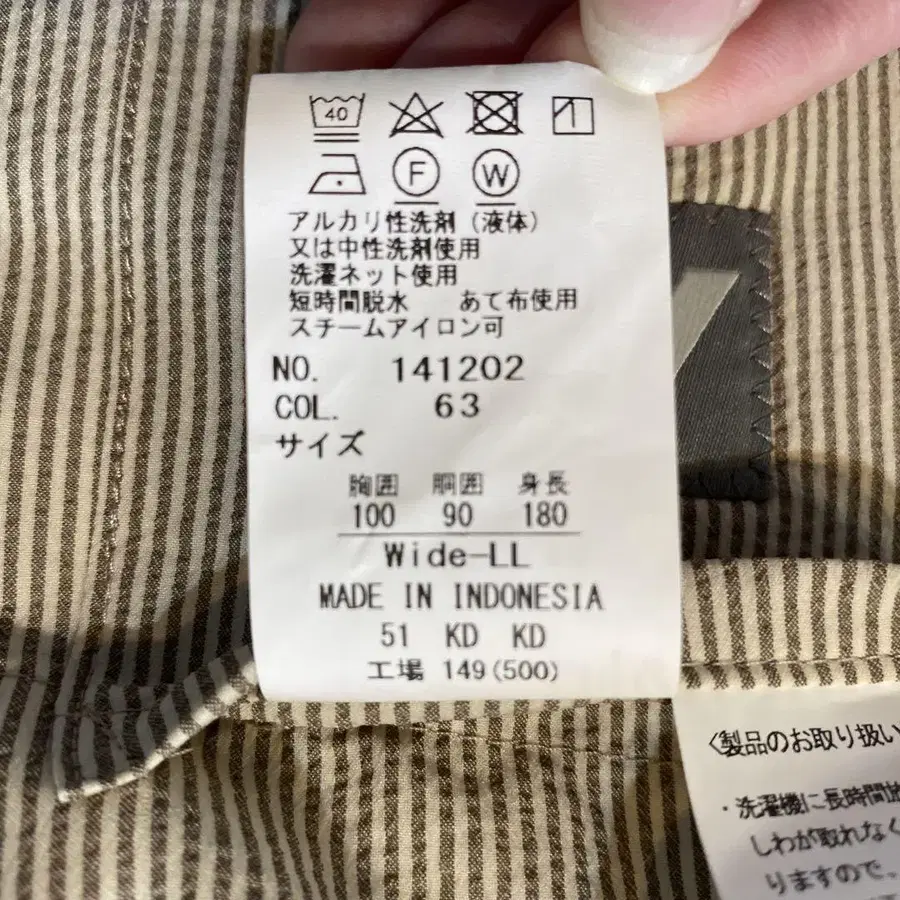 40
F W
アルカリ性洗剤（液体）
又は中性洗剤使用
洗濯ネット使用
短時間脱水　あて布使用
スチームアイロン可
NO. 141202
COL. 63
サイズ
胸囲 胴囲 身長
100 90 180
Wide-LL
MADE IN INDONESIA
51 KD KD
工場 149(500)
〈製品のお取り扱い
・洗濯機に長時間放
しわが取れなく
りますので、